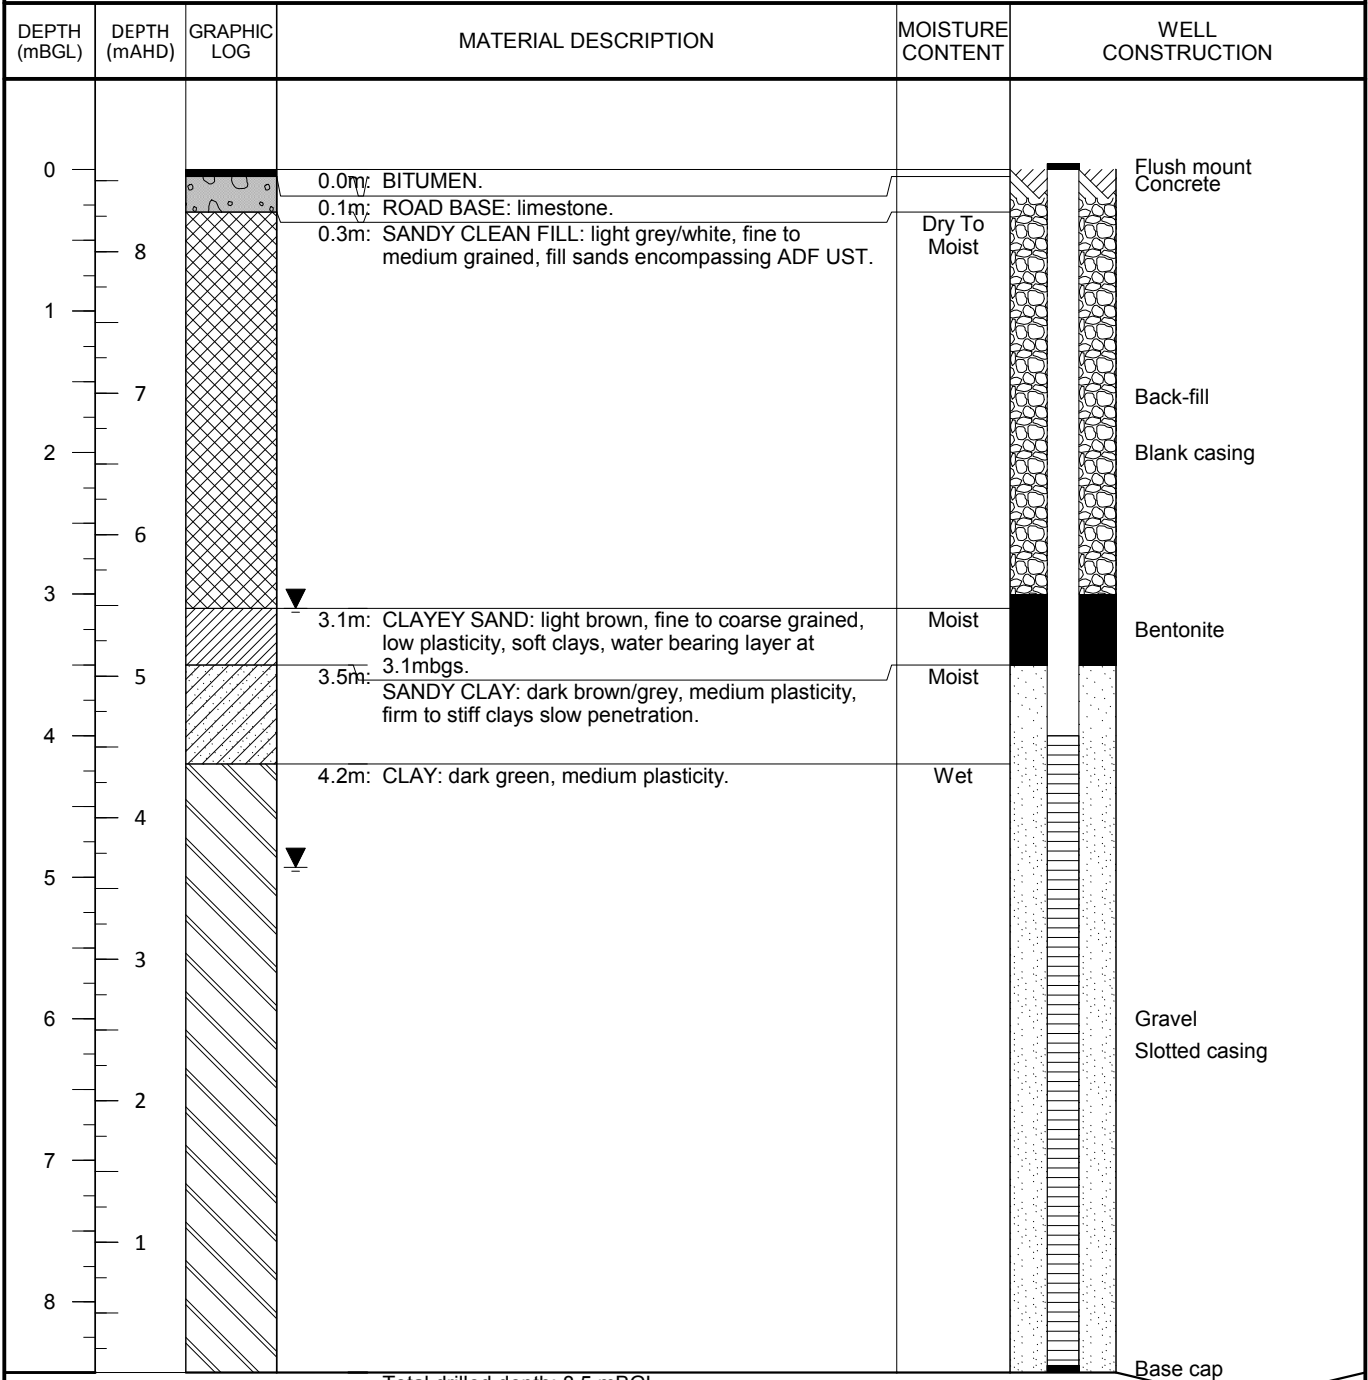 DEPTH
(mBGL)
DEPTH
(mAHD)
GRAPHIC
LOG
MATERIAL DESCRIPTION
MOISTURE
CONTENT
WELL
CONSTRUCTION
0
1
2
3
4
5
6
7
8
8
7
6
5
4
3
2
1
0.0m: BITUMEN.
0.1m: ROAD BASE: limestone.
0.3m: SANDY CLEAN FILL: light grey/white, fine to
medium grained, fill sands encompassing ADF UST.
3.1m: CLAYEY SAND: light brown, fine to coarse grained,
low plasticity, soft clays, water bearing layer at
3.1mbgs.
3.5m:
SANDY CLAY: dark brown/grey, medium plasticity,
firm to stiff clays slow penetration.
4.2m: CLAY: dark green, medium plasticity.
Total drilled depth: 8.5 mBGL
Dry To
Moist
Moist
Moist
Wet
Flush mount
Concrete
Back-fill
Blank casing
Bentonite
Gravel
Slotted casing
Base cap